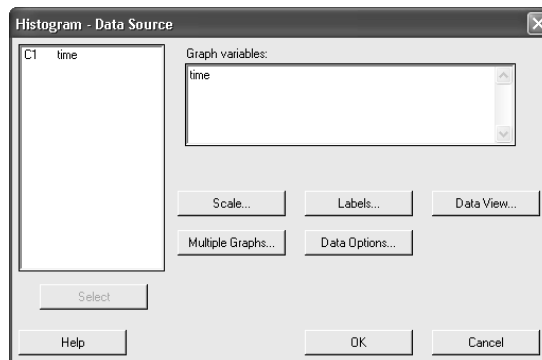 Histogram - Data Source
C1 time
Graph variables:
time
Scale...
Labels...
Data View...
Multiple Graphs...
Data Options...
Select
Help
OK
Cancel